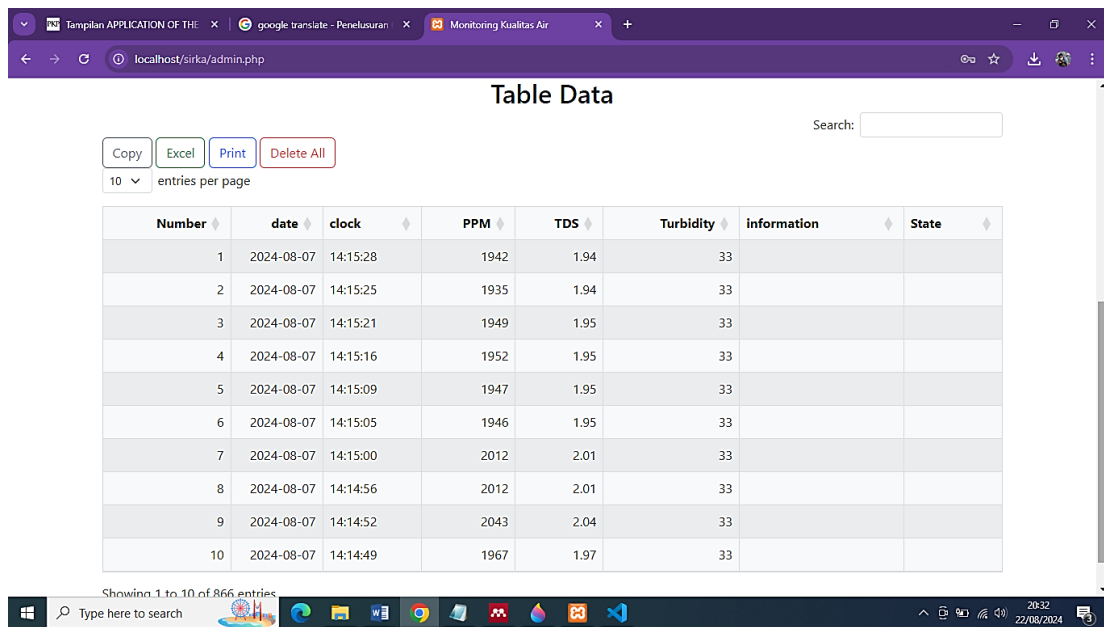 Tampilan APPLICATION OF THE
google translate - Penelusuran
Monitoring Kualitas Air
localhost/sirka/admin.php
Table Data
Search:
Copy Excel Print Delete All
10 entries per page
Number date clock PPM TDS Turbidity information State
1 2024-08-07 14:15:28 1942 1.94 33
2 2024-08-07 14:15:25 1935 1.94 33
3 2024-08-07 14:15:21 1949 1.95 33
4 2024-08-07 14:15:16 1952 1.95 33
5 2024-08-07 14:15:09 1947 1.95 33
6 2024-08-07 14:15:05 1946 1.95 33
7 2024-08-07 14:15:00 2012 2.01 33
8 2024-08-07 14:14:56 2012 2.01 33
9 2024-08-07 14:14:52 2043 2.04 33
10 2024-08-07 14:14:49 1967 1.97 33
Showing 1 to 10 of 866 entries
Type here to search
20:32
22/08/2024
3